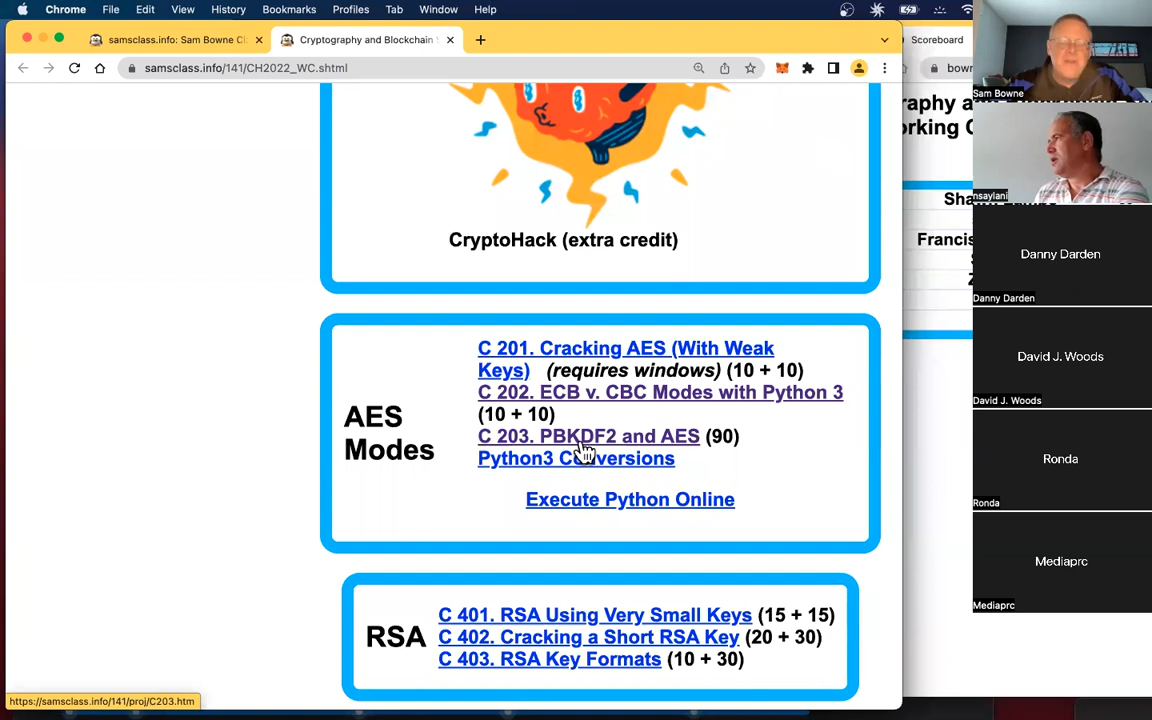 Chrome File Edit View History Bookmarks Profiles Tab Window Help
samsclass.info: Sam Bowne Cl
Cryptography and Blockchain
Scoreboard
samsclass.info/141/CH2022_WC.shtml
bow
Sam Bowne
CryptoHack (extra credit)
nsaylani
Francis
AES Modes
C 201. Cracking AES (With Weak
Keys) (requires windows) (10 + 10)
C 202. ECB v. CBC Modes with Python 3
(10 + 10)
C 203. PBKDF2 and AES (90)
Python3 Conversions
Execute Python Online
RSA
C 401. RSA Using Very Small Keys (15 + 15)
C 402. Cracking a Short RSA Key (20 + 30)
C 403. RSA Key Formats (10 + 30)
https://samsclass.info/141/proj/C203.htm
Danny Darden
Danny Darden
David J. Woods
David J. Woods
Ronda
Ronda
Mediaprc
Mediaprc